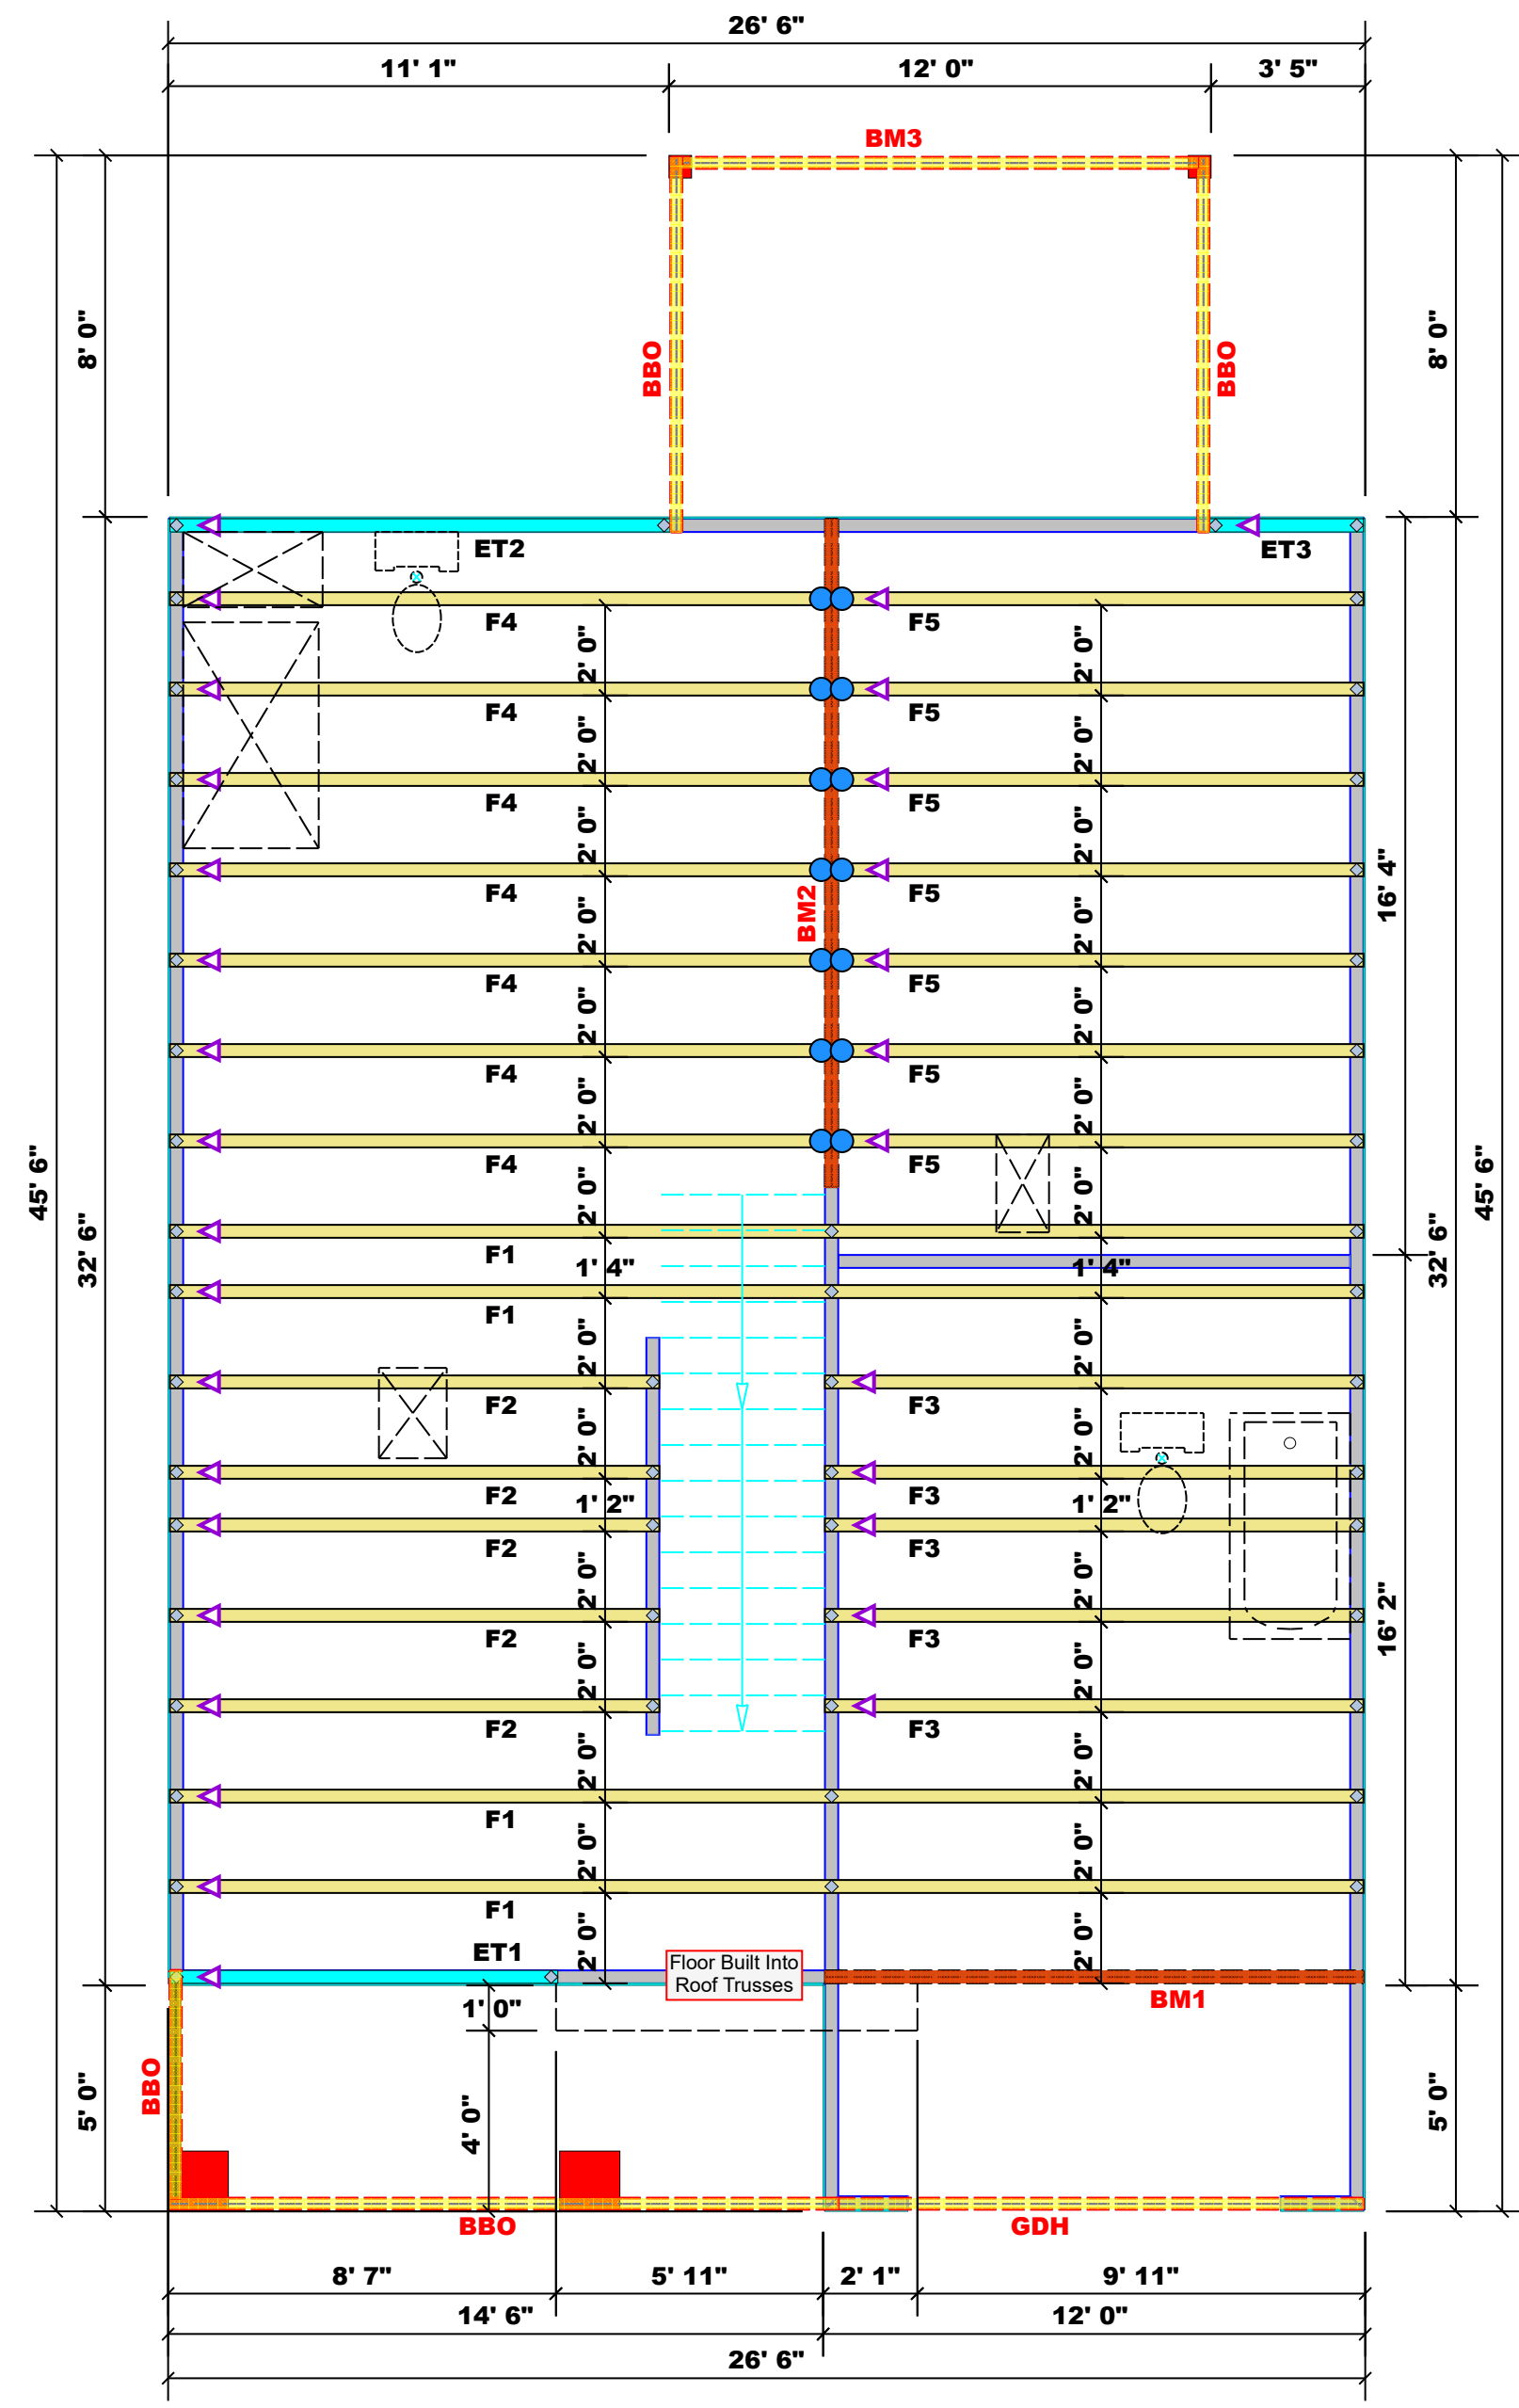 26' 6"
11' 1"
12' 0"
3' 5"
BM3
8' 0"
BBO
BBO
8' 0"
ET2
ET3
F4
2' 0"
F5
2' 0"
F4
2' 0"
F5
2' 0"
F4
2' 0"
F5
2' 0"
16' 4"
F4
BM2
2' 0"
F5
2' 0"
F4
2' 0"
F5
2' 0"
F4
2' 0"
F5
2' 0"
45' 6"
F4
2' 0"
F5
2' 0"
45' 6"
32' 6"
F1
1' 4"
1' 4"
32' 6"
F1
2' 0"
2' 0"
F2
2' 0"
F3
2' 0"
F2
1' 2"
F3
1' 2"
F2
2' 0"
F3
2' 0"
16' 2"
F2
2' 0"
F3
2' 0"
F2
2' 0"
F3
2' 0"
F1
2' 0"
2' 0"
F1
2' 0"
2' 0"
ET1
Floor Built Into
Roof Trusses
BM1
1' 0"
BBO
5' 0"
4' 0"
5' 0"
BBO
GDH
8' 7"
5' 11"
2' 1"
9' 11"
14' 6"
12' 0"
26' 6"